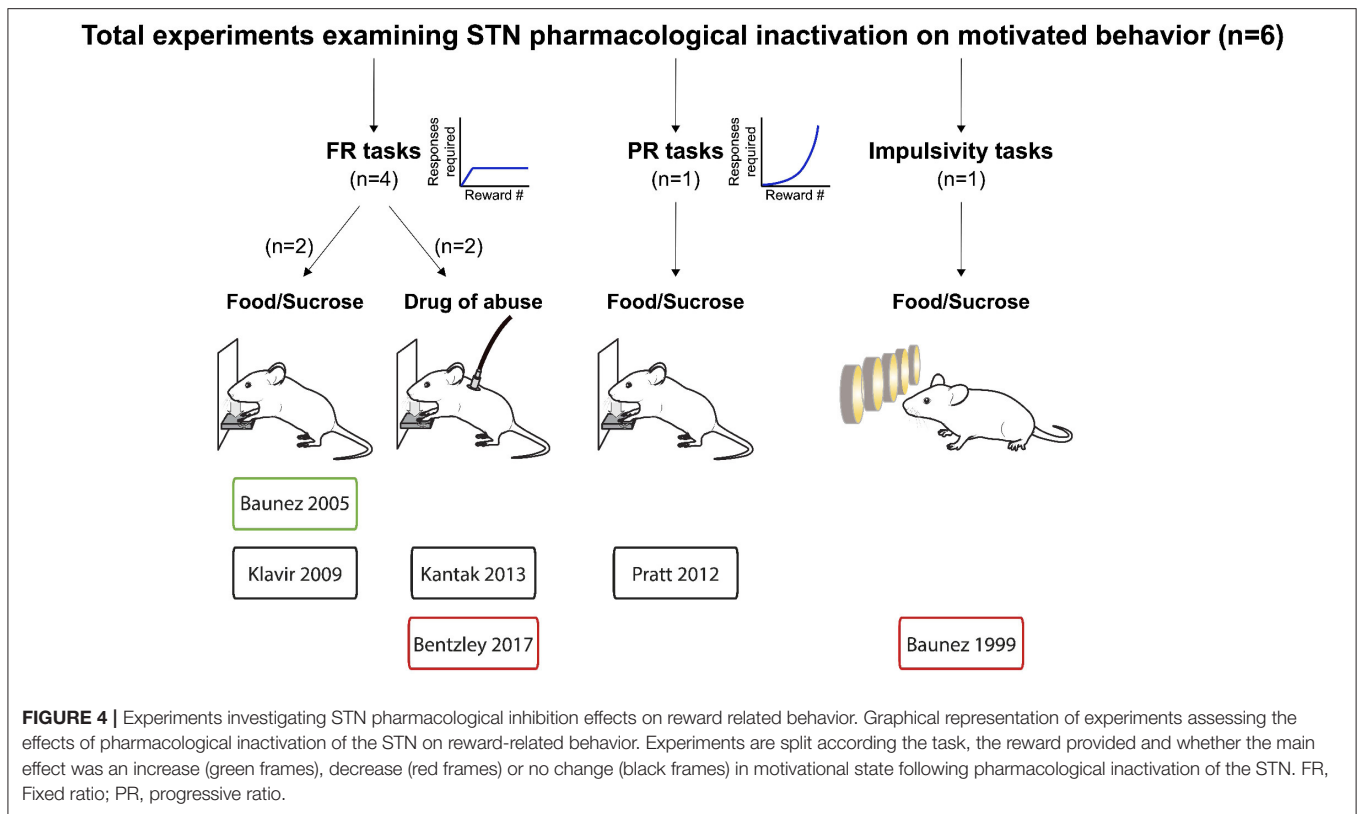 Total experiments examining STN pharmacological inactivation on motivated behavior (n=6)
FR tasks
(n=4)
Responses
required
Reward #
PR tasks
(n=1)
Responses
required
Reward #
Impulsivity tasks
(n=1)
(n=2)
(n=2)
Food/Sucrose
Drug of abuse
Food/Sucrose
Food/Sucrose
Baunez 2005
Klavir 2009
Kantak 2013
Pratt 2012
Bentzley 2017
Baunez 1999
FIGURE 4 | Experiments investigating STN pharmacological inhibition effects on reward related behavior. Graphical representation of experiments assessing the
effects of pharmacological inactivation of the STN on reward-related behavior. Experiments are split according the task, the reward provided and whether the main
effect was an increase (green frames), decrease (red frames) or no change (black frames) in motivational state following pharmacological inactivation of the STN. FR,
Fixed ratio; PR, progressive ratio.